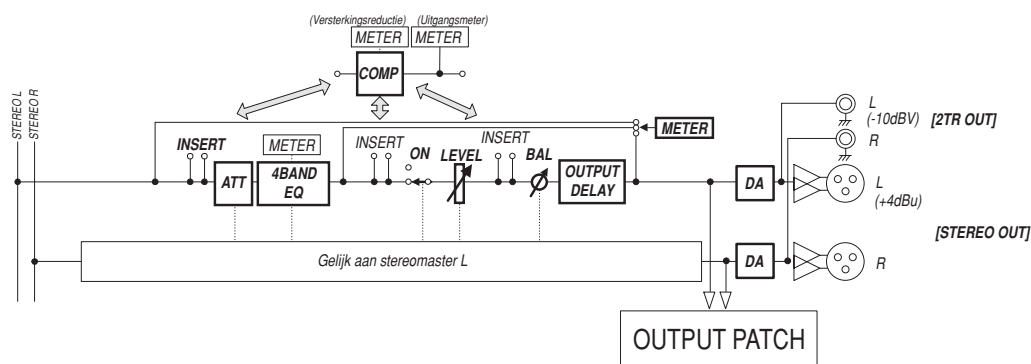 (Versterkingsreductie)
(Uitgangsmeter)
METER
METER
COMP
STEREO L
STEREO R
L
(-10dBV)
[2TR OUT]
R
METER
INSERT
METER
INSERT
ON
LEVEL
INSERT
BAL
ATT
4BAND
EQ
OUTPUT
DELAY
DA
L
(+4dBu)
[STEREO OUT]
Gelijk aan stereomaster L
DA
R
OUTPUT PATCH